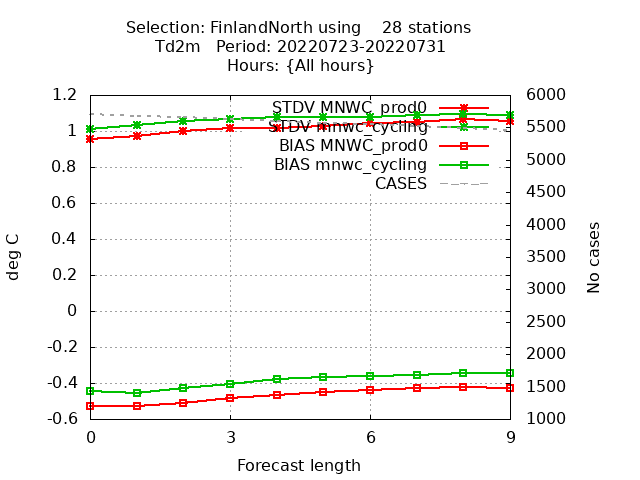 Selection: FinlandNorth using    28 stations
Td2m   Period: 20220723-20220731
Hours: {All hours}
STDV MNWC_prod0
STDV mnwc_cycling
BIAS MNWC_prod0
BIAS mnwc_cycling
CASES
1.2
1
0.8
0.6
0.4
0.2
0
-0.2
-0.4
-0.6
deg C
6000
5500
5000
4500
4000
3500
3000
2500
2000
1500
1000
No cases
0 3 6 9
Forecast length